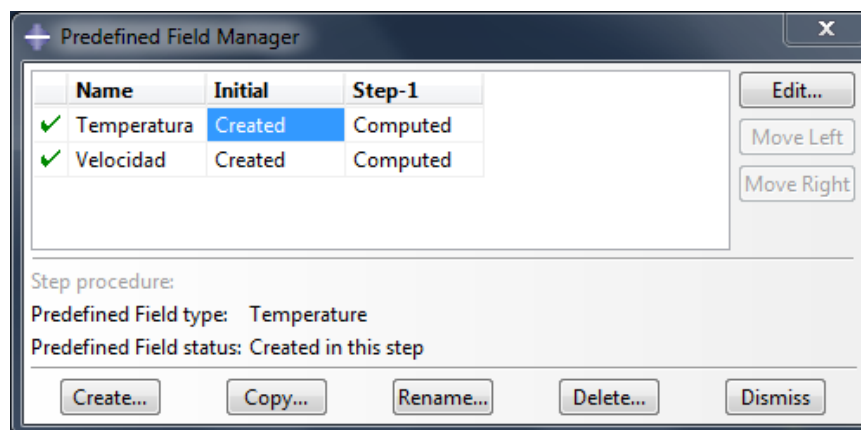 Predefined Field Manager
X
Name Initial Step-1
Temperatura Created Computed
Velocidad Created Computed
Edit...
Move Left
Move Right
Step procedure:
Predefined Field type: Temperature
Predefined Field status: Created in this step
Create... Copy... Rename... Delete... Dismiss